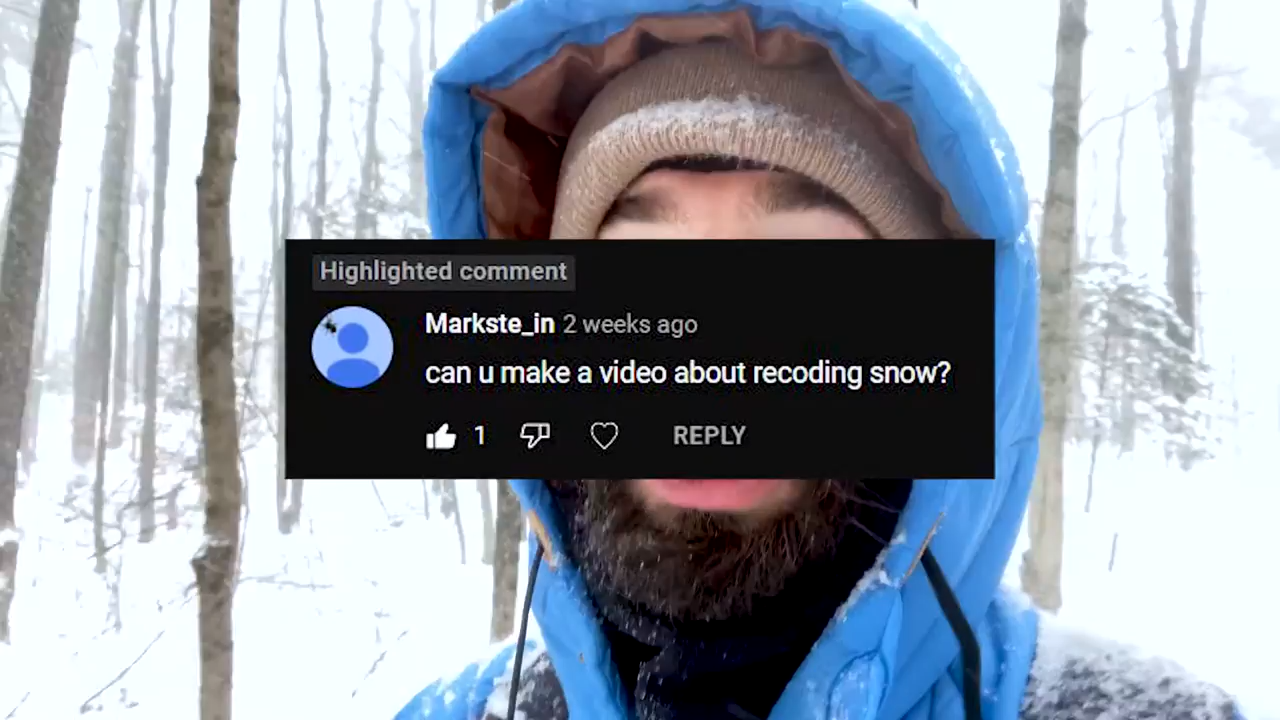 Highlighted comment
Markste_in 2 weeks ago
can u make a video about recoding snow?
1 REPLY